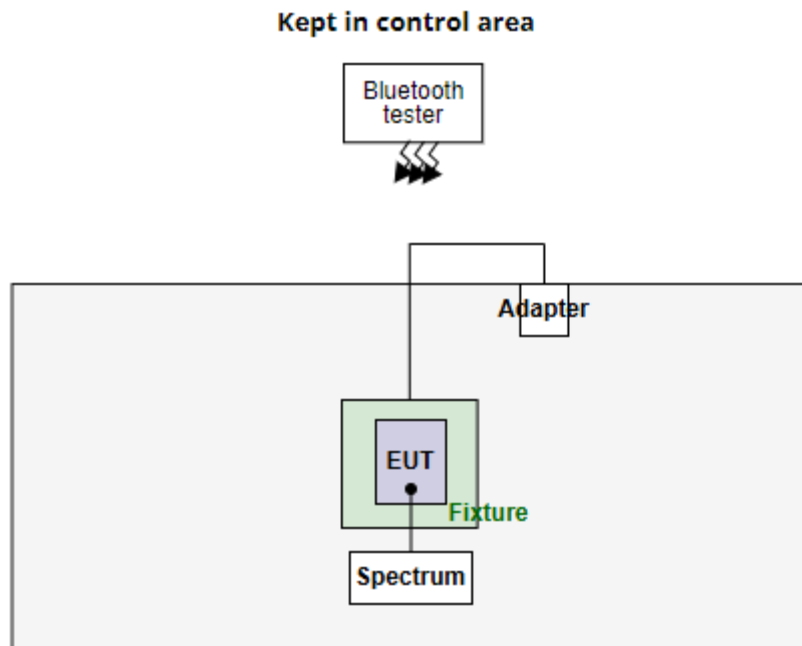 Kept in control area
Bluetooth
tester
Adapter
EUT
Fixture
Spectrum